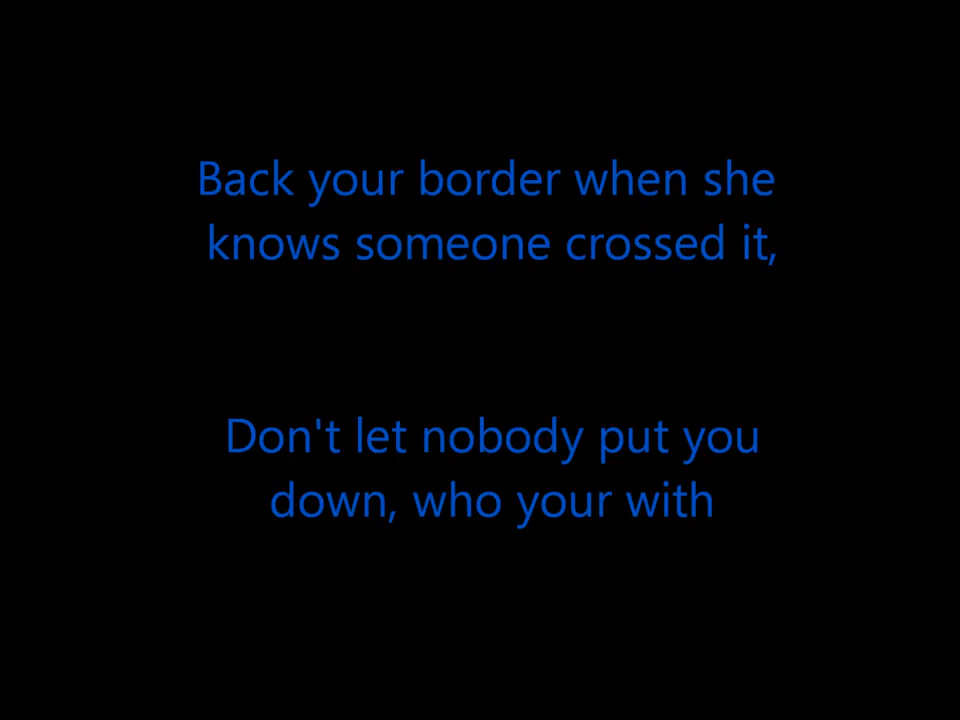 Back your border when she
knows someone crossed it,
Don't let nobody put you
down, who your with